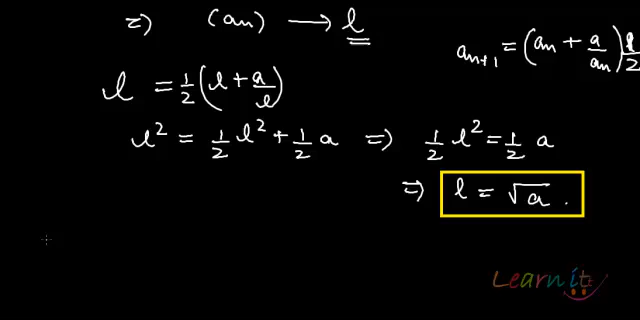 ⇒ (an) → l
an+1 = (an + a/an) 1/2
l = 1/2 (l + a/l)
l² = 1/2 l² + 1/2 a ⇒ 1/2 l² = 1/2 a
⇒ l = √a .
Learnit